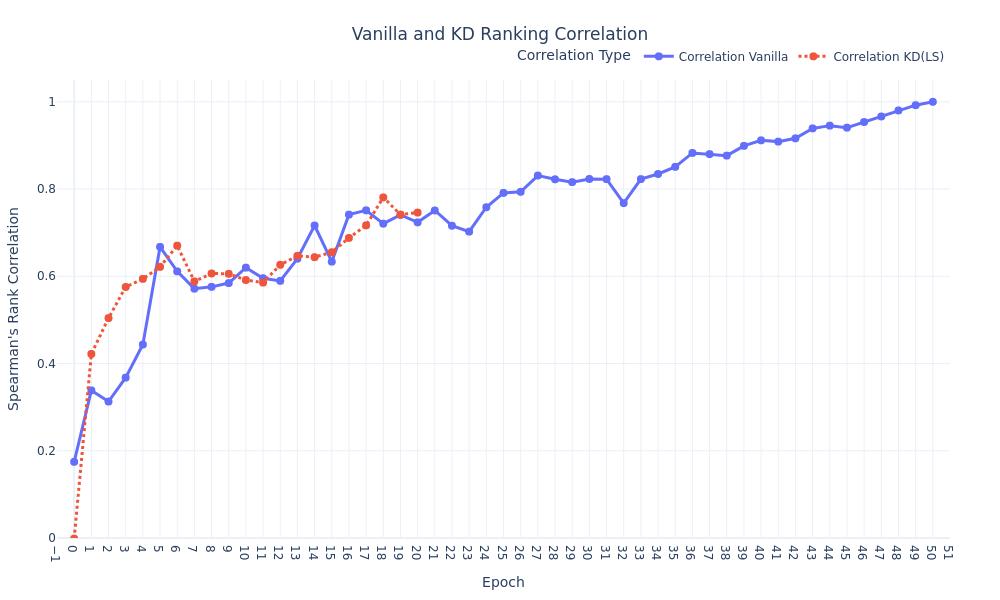 Vanilla and KD Ranking Correlation
Correlation Type Correlation Vanilla Correlation KD(LS)
Spearman's Rank Correlation
1
0.8
0.6
0.4
0.2
0
−1 0 1 2 3 4 5 6 7 8 9 10 11 12 13 14 15 16 17 18 19 20 21 22 23 24 25 26 27 28 29 30 31 32 33 34 35 36 37 38 39 40 41 42 43 44 45 46 47 48 49 50 51
Epoch